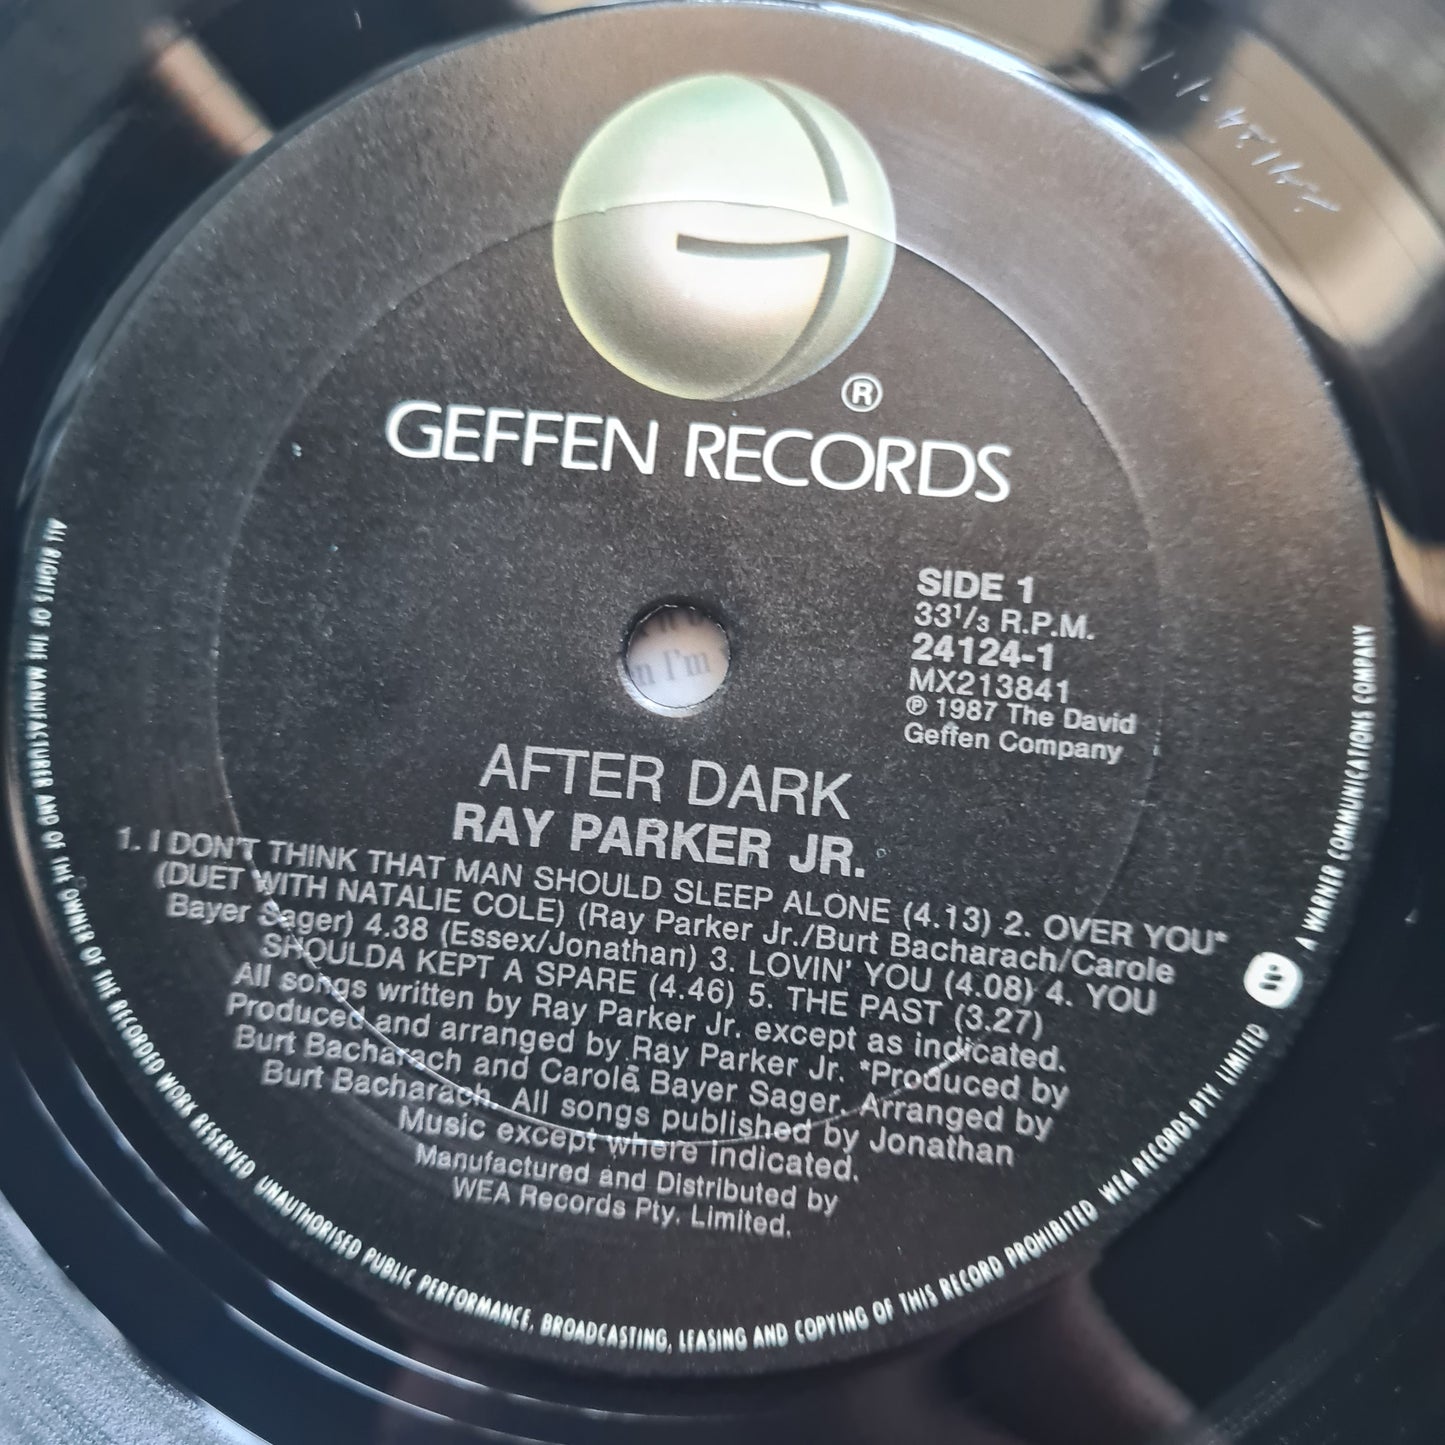 GEFFEN RECORDS
®
SIDE 1
33¹/₃ R.P.M.
24124-1
MX213841
℗ 1987 The David
Geffen Company
AFTER DARK
RAY PARKER JR.
1. I DON'T THINK THAT MAN SHOULD SLEEP ALONE (4.13) 2. OVER YOU*
(DUET WITH NATALIE COLE) (Ray Parker Jr./Burt Bacharach/Carole
Bayer Sager) 4.38 (Essex/Jonathan) 3. LOVIN' YOU (4.08) 4. YOU
SHOULDA KEPT A SPARE (4.46) 5. THE PAST (3.27)
All songs written by Ray Parker Jr. except as indicated.
Produced and arranged by Ray Parker Jr. *Produced by
Burt Bacharach and Carole Bayer Sager. Arranged by
Burt Bacharach. All songs published by Jonathan
Music except where indicated.
Manufactured and Distributed by
WEA Records Pty. Limited.
ALL RIGHTS OF THE MANUFACTURER AND OF THE OWNER OF THE RECORDED WORK RESERVED UNAUTHORISED PUBLIC PERFORMANCE, BROADCASTING, LEASING AND COPYING OF THIS RECORD PROHIBITED WEA RECORDS PTY. LIMITED A WARNER COMMUNICATIONS COMPANY
I'm